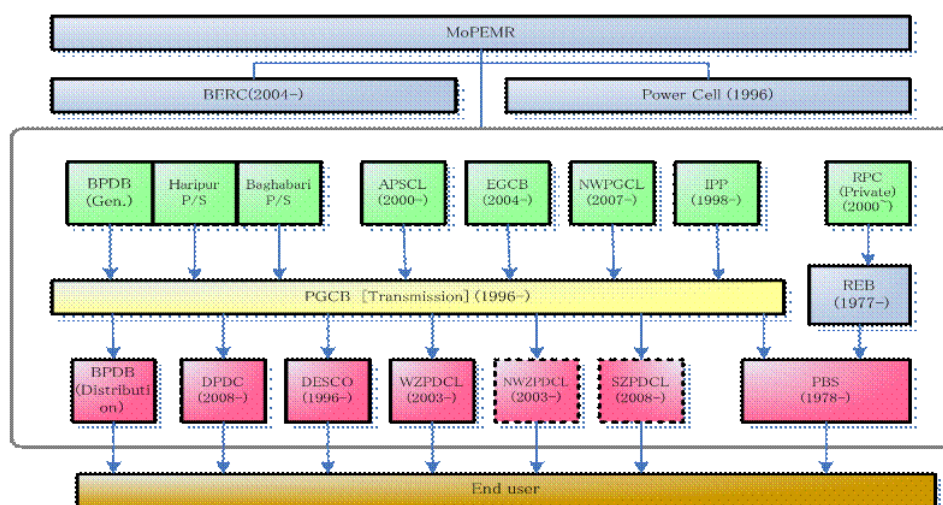 MoPEMR
BERC(2004-)
Power Cell (1996)
BPDB
(Gen.)
Haripur
P/S
Baghabari
P/S
APSCL
(2000-)
EGCB
(2004-)
NWPGCL
(2007-)
IPP
(1998-)
RPC
(Private)
(2000~)
PGCB [Transmission] (1996-)
REB
(1977-)
BPDB
(Distributi
on)
DPDC
(2008-)
DESCO
(1996-)
WZPDCL
(2003-)
NWZPDCL
(2003-)
SZPDCL
(2008-)
PBS
(1978-)
End user